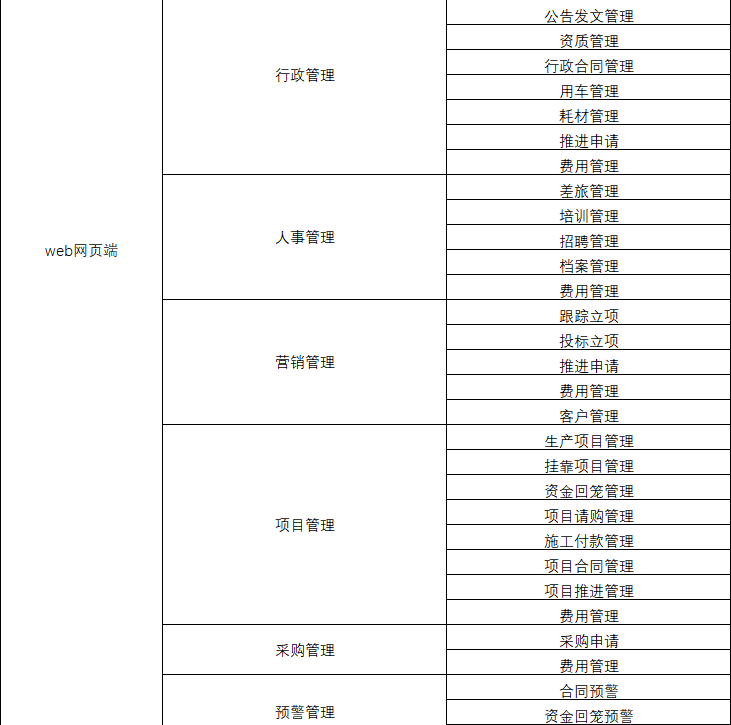 web网页端
行政管理
公告发文管理
资质管理
行政合同管理
用车管理
耗材管理
推进申请
费用管理
人事管理
差旅管理
培训管理
招聘管理
档案管理
费用管理
营销管理
跟踪立项
投标立项
推进申请
费用管理
客户管理
项目管理
生产项目管理
挂靠项目管理
资金回笼管理
项目请购管理
施工付款管理
项目合同管理
项目推进管理
费用管理
采购管理
采购申请
费用管理
预警管理
合同预警
资金回笼预警